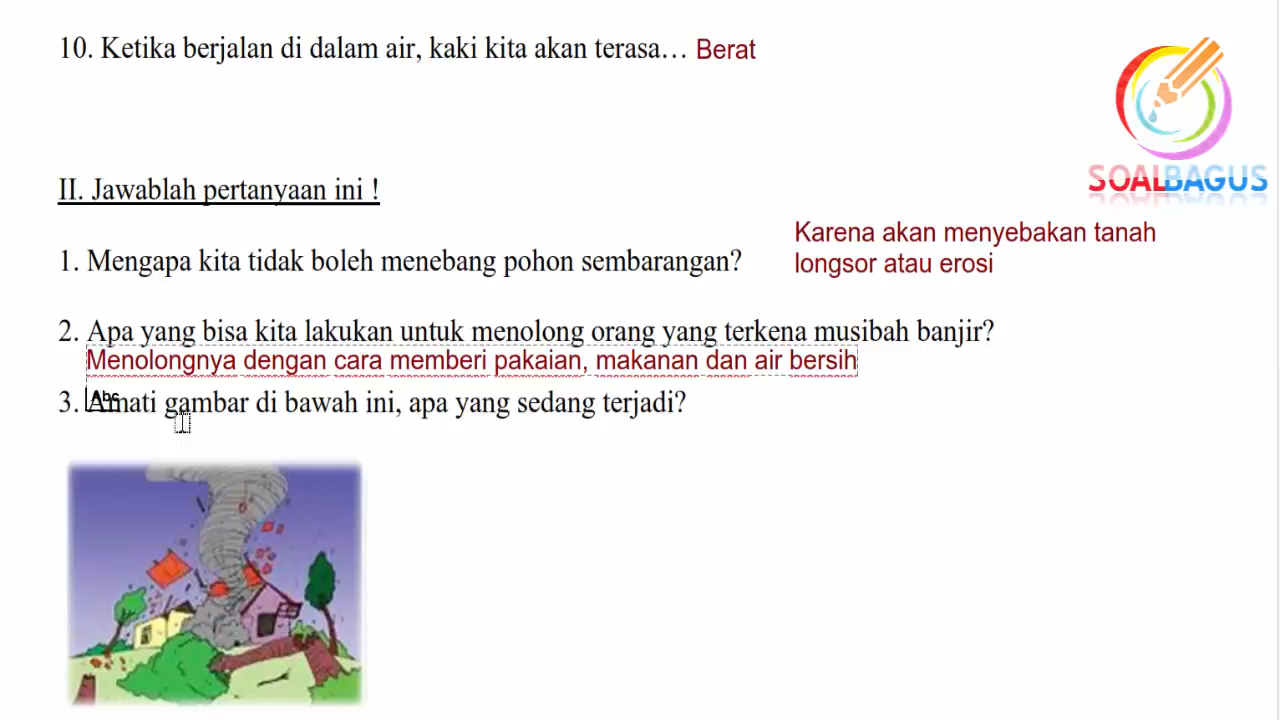 10. Ketika berjalan di dalam air, kaki kita akan terasa… Berat
SOALBAGUS
II. Jawablah pertanyaan ini !
Karena akan menyebakan tanah
longsor atau erosi
1. Mengapa kita tidak boleh menebang pohon sembarangan?
2. Apa yang bisa kita lakukan untuk menolong orang yang terkena musibah banjir?
Menolongnya dengan cara memberi pakaian, makanan dan air bersih
3. Amati gambar di bawah ini, apa yang sedang terjadi?
Abc